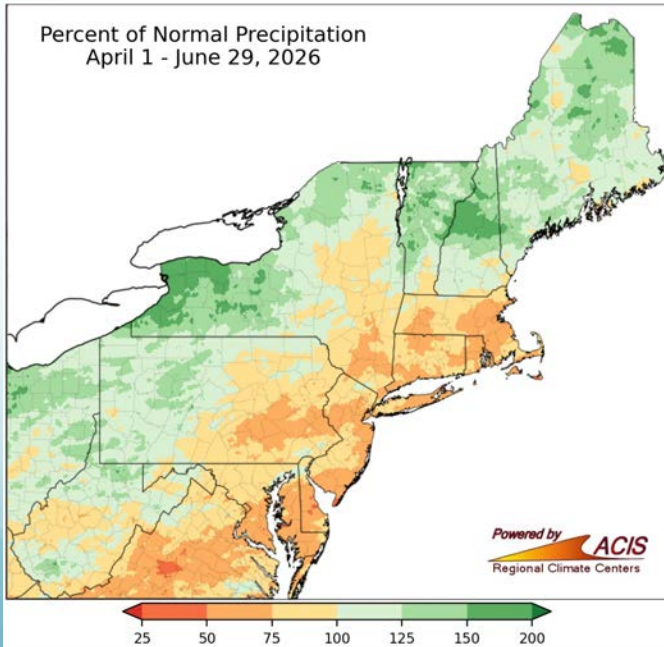 Percent of Normal Precipitation
April 1 - June 29, 2026
Powered by
ACIS
Regional Climate Centers
25 50 75 100 125 150 200